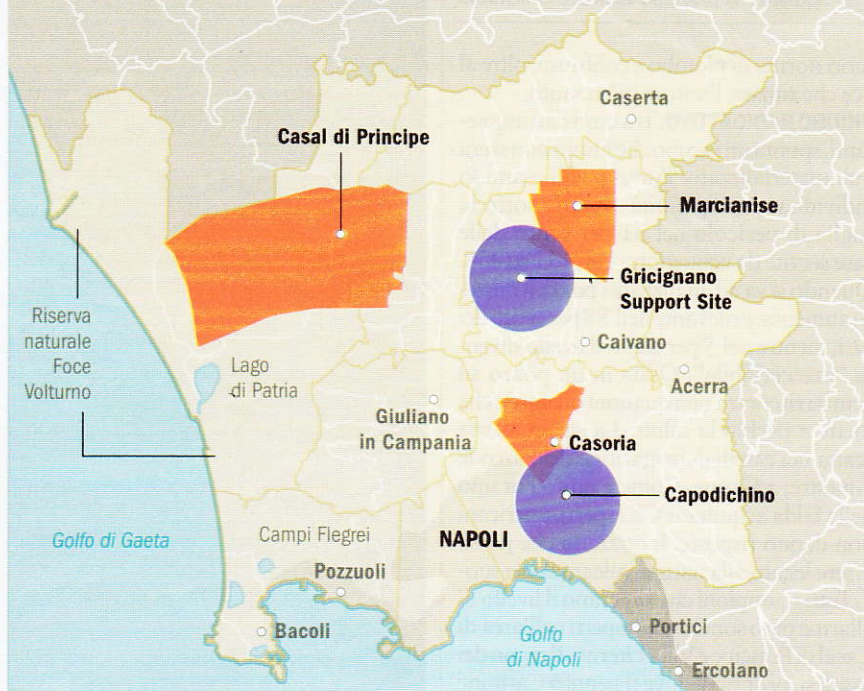 Caserta
Casal di Principe
Marcianise
Gricignano
Support Site
Riserva
naturale
Foce
Volturno
Caivano
Lago
di Patria
Acerra
Giuliano
in Campania
Casoria
Capodichino
Golfo di Gaeta
Campi Flegrei
NAPOLI
Pozzuoli
Bacoli
Golfo
di Napoli
Portici
Ercolano